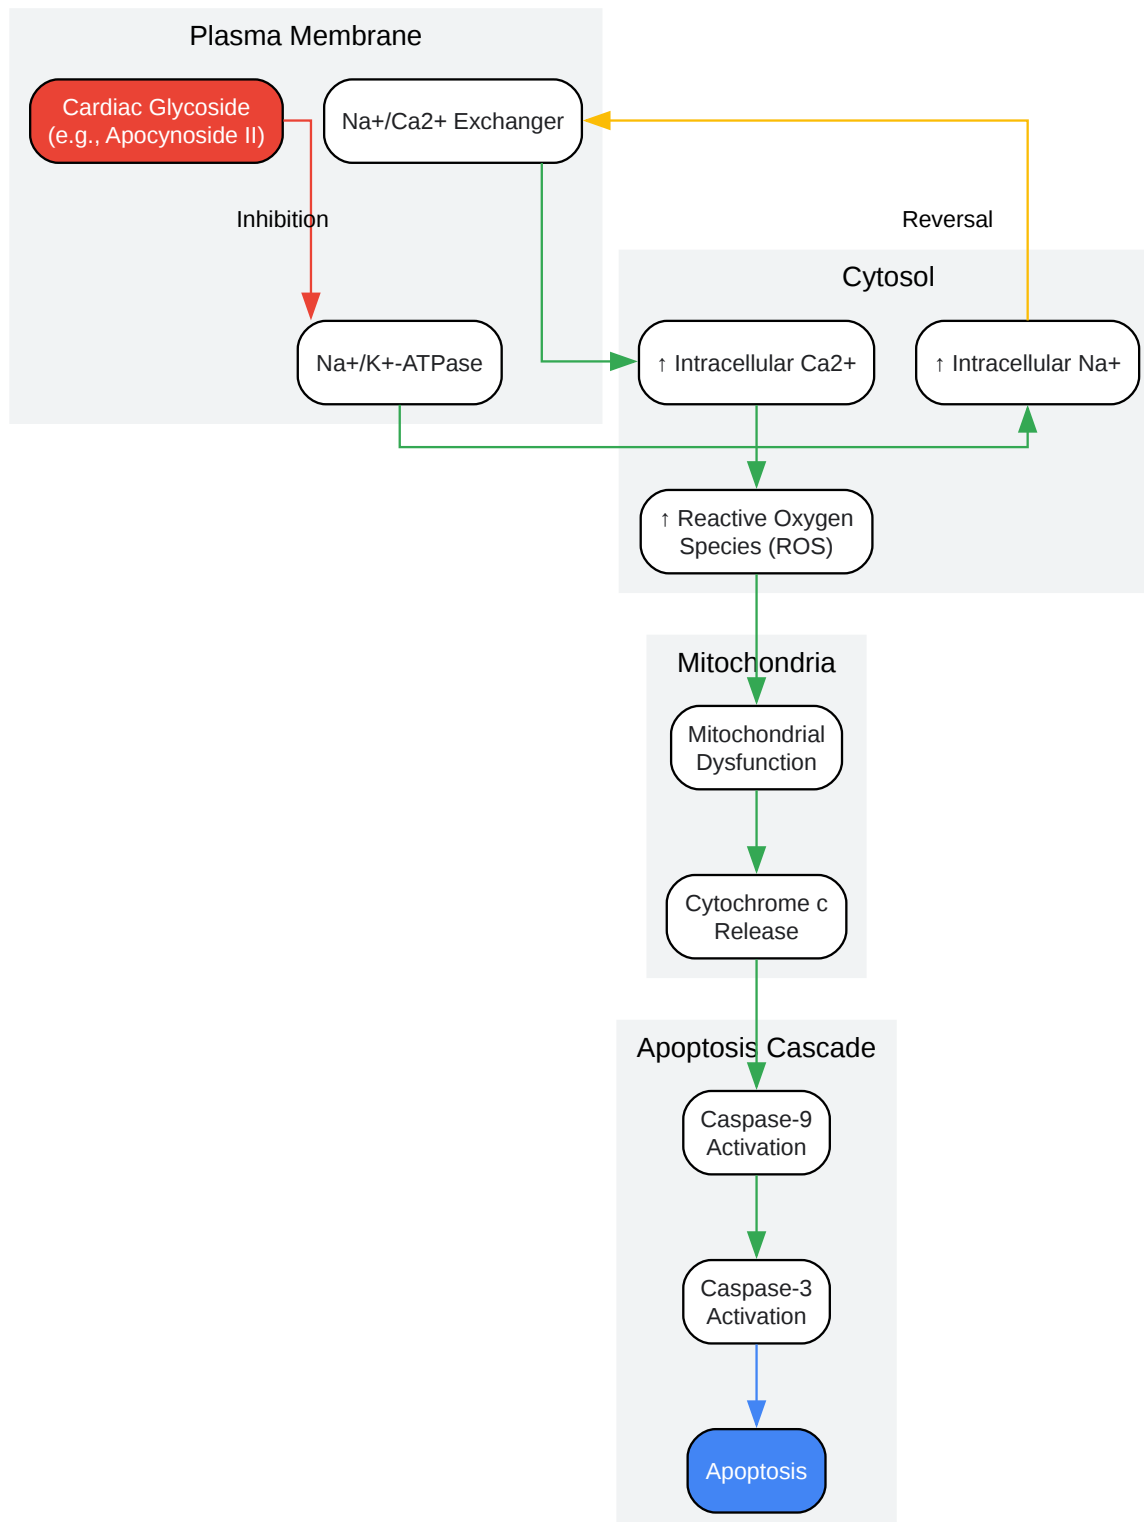 Plasma Membrane
Cardiac Glycoside
(e.g., Apocynoside II)
Na+/Ca2+ Exchanger
Inhibition
Reversal
Na+/K+-ATPase
Cytosol
↑ Intracellular Ca2+
↑ Intracellular Na+
↑ Reactive Oxygen
Species (ROS)
Mitochondria
Mitochondrial
Dysfunction
Cytochrome c
Release
Apoptosis Cascade
Caspase-9
Activation
Caspase-3
Activation
Apoptosis